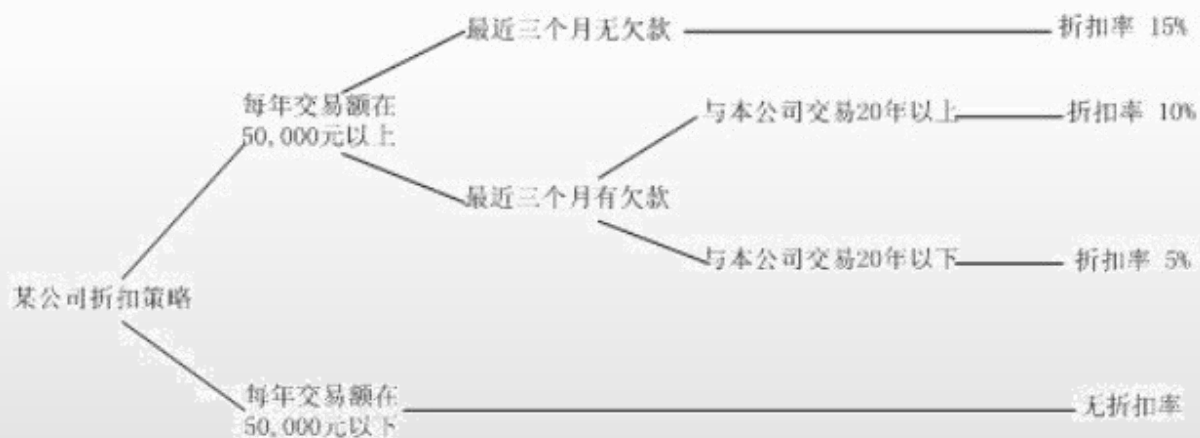 最近三个月无欠款
折扣率 15%
每年交易额在
50,000元以上
与本公司交易20年以上
折扣率 10%
最近三个月有欠款
与本公司交易20年以下
折扣率 5%
某公司折扣策略
每年交易额在
50,000元以下
无折扣率